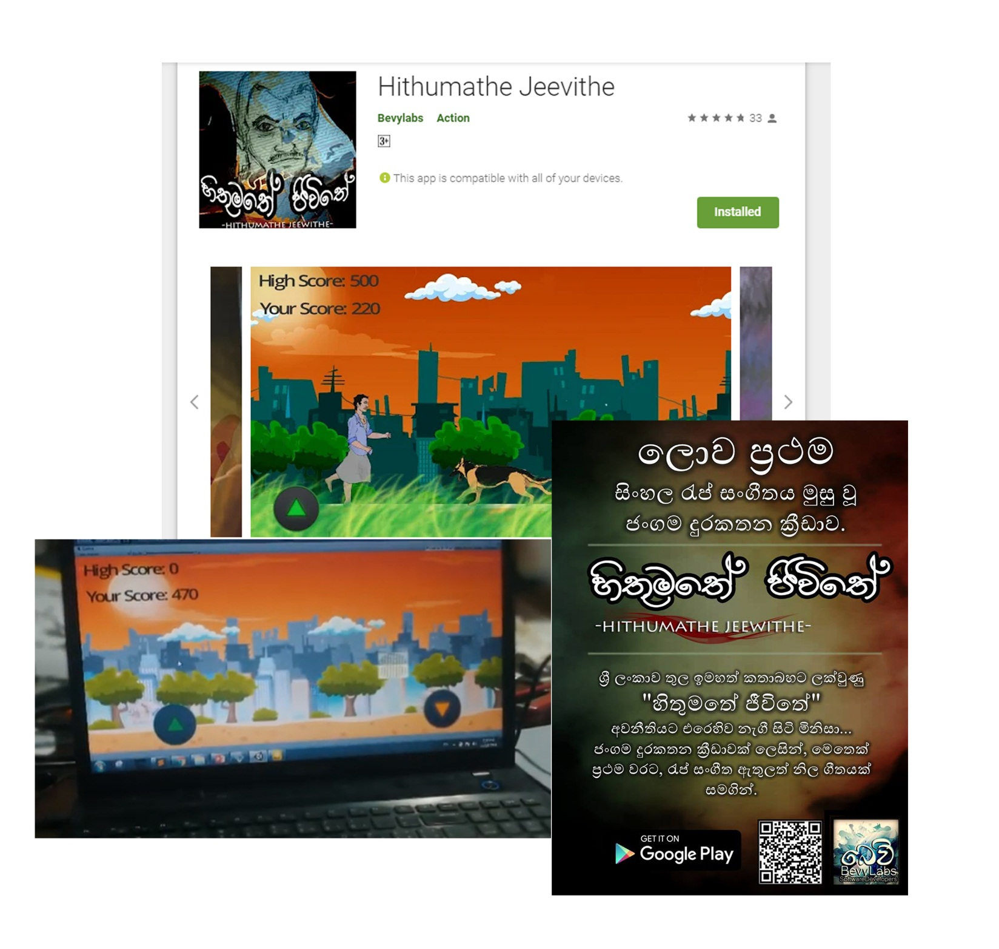 Hithumathe Jeevithe
Bevylabs Action
33
3+
This app is compatible with all of your devices.
Installed
හිතුමතේ ජීවිතේ
-HITHUMATHE JEEWITHE-
High Score: 500
Your Score: 220
High Score: 0
Your Score: 470
ලොව ප්‍රථම
සිංහල රැප් සංගීතය මුසු වූ
ජංගම දුරකතන ක්‍රීඩාව.
හිතුමතේ ජීවිතේ
-HITHUMATHE JEEWITHE-
ශ්‍රී ලංකාව තුල ඉමහත් කතාබහට ලක්වුණු
"හිතුමතේ ජීවිතේ"
අවනීතියට එරෙහිව නැගී සිටි මිනිසා...
ජංගම දුරකතන ක්‍රීඩාවක් ලෙසින්, මෙතෙක්
ප්‍රථම වරට, රැප් සංගීත ඇතුලත් නිල ගීතයක්
සමගින්.
GET IT ON
Google Play
බෙවි
BevyLabs
SoftwareDevelopers